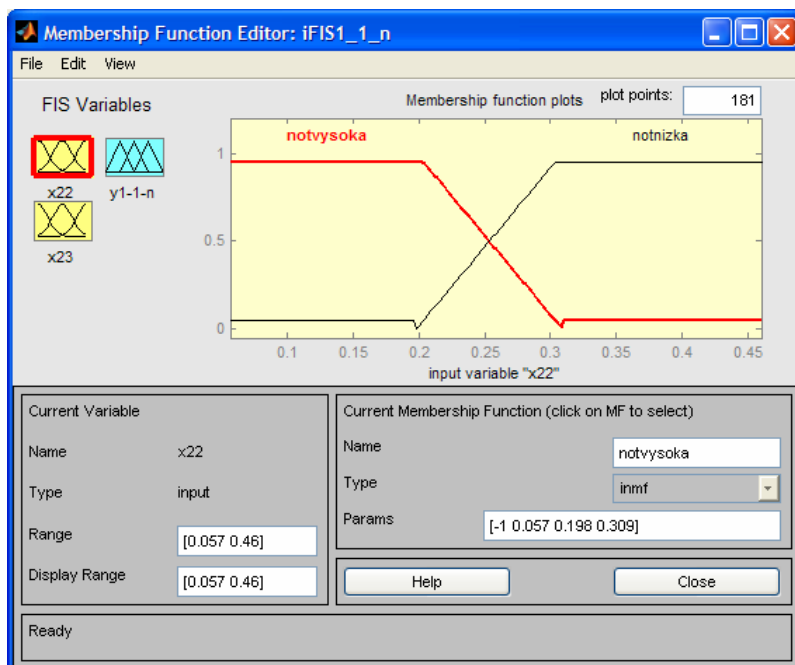 Membership Function Editor: iFIS1_1_n
File Edit View
FIS Variables
Membership function plots plot points: 181
x22 y1-1-n
x23
notvysoka notnizka
1
0.5
0
0.1 0.15 0.2 0.25 0.3 0.35 0.4 0.45
input variable "x22"
Current Variable
Name x22
Type input
Range [0.057 0.46]
Display Range [0.057 0.46]
Current Membership Function (click on MF to select)
Name notvysoka
Type inmf
Params [-1 0.057 0.198 0.309]
Help Close
Ready